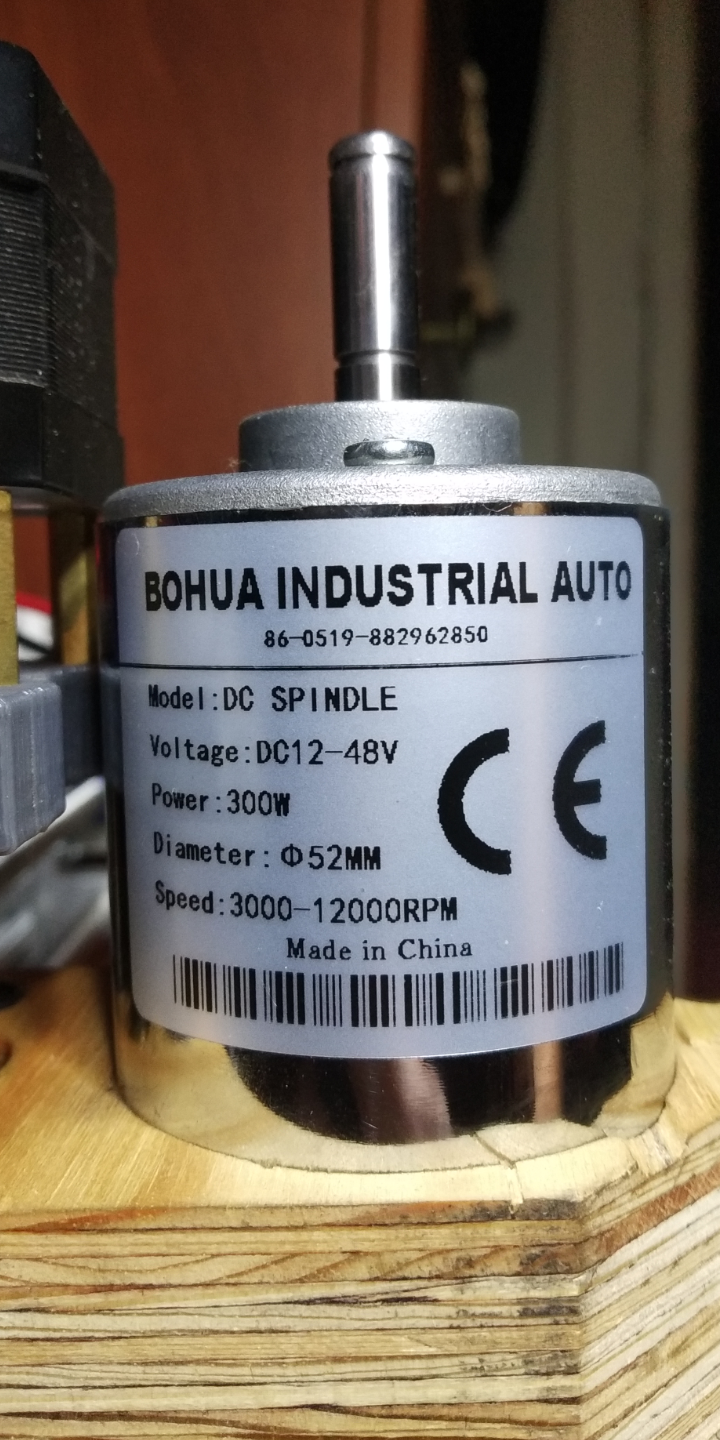 BOHUA INDUSTRIAL AUTO
86-0519-882962850
Model:DC SPINDLE
Voltage:DC12-48V
Power:300W
Diameter:Φ52MM
Speed:3000-12000RPM
Made in China
CE